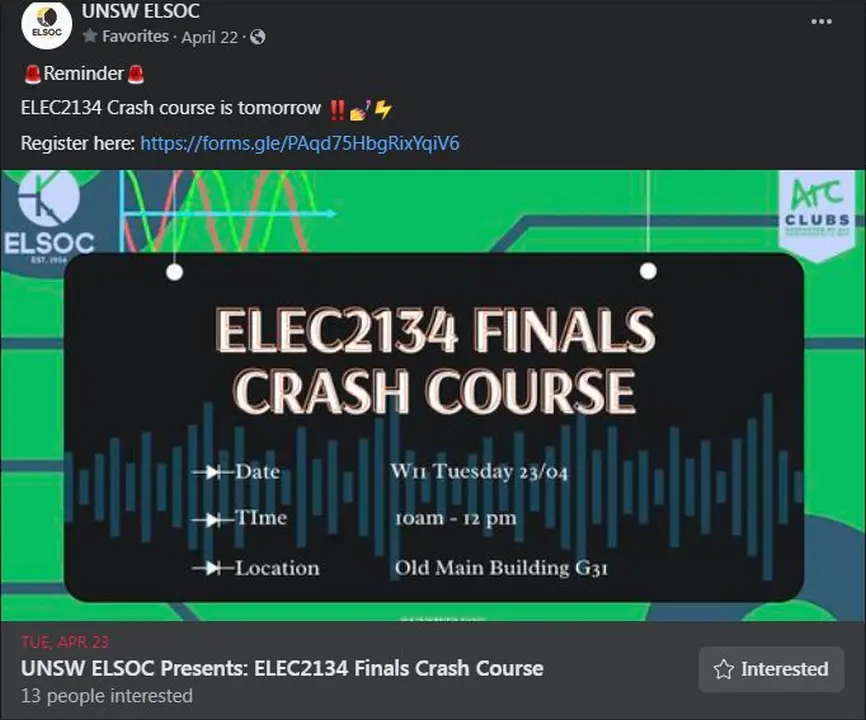 UNSW ELSOC
ELSOC
Favorites · April 22 ·
🚨Reminder🚨
ELEC2134 Crash course is tomorrow ‼️💅⚡
Register here: https://forms.gle/PAqd75HbgRixYqiV6
ELSOC
EST. 1956
Arc
CLUBS
ELEC2134 FINALS
CRASH COURSE
Date W11 Tuesday 23/04
TIme 10am - 12 pm
Location Old Main Building G31
TUE, APR 23
UNSW ELSOC Presents: ELEC2134 Finals Crash Course
Interested
13 people interested